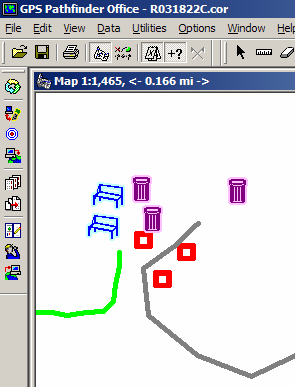 GPS Pathfinder Office - R031822C.cor
File Edit View Data Utilities Options Window Help
+?
Map 1:1,465, <- 0.166 mi ->